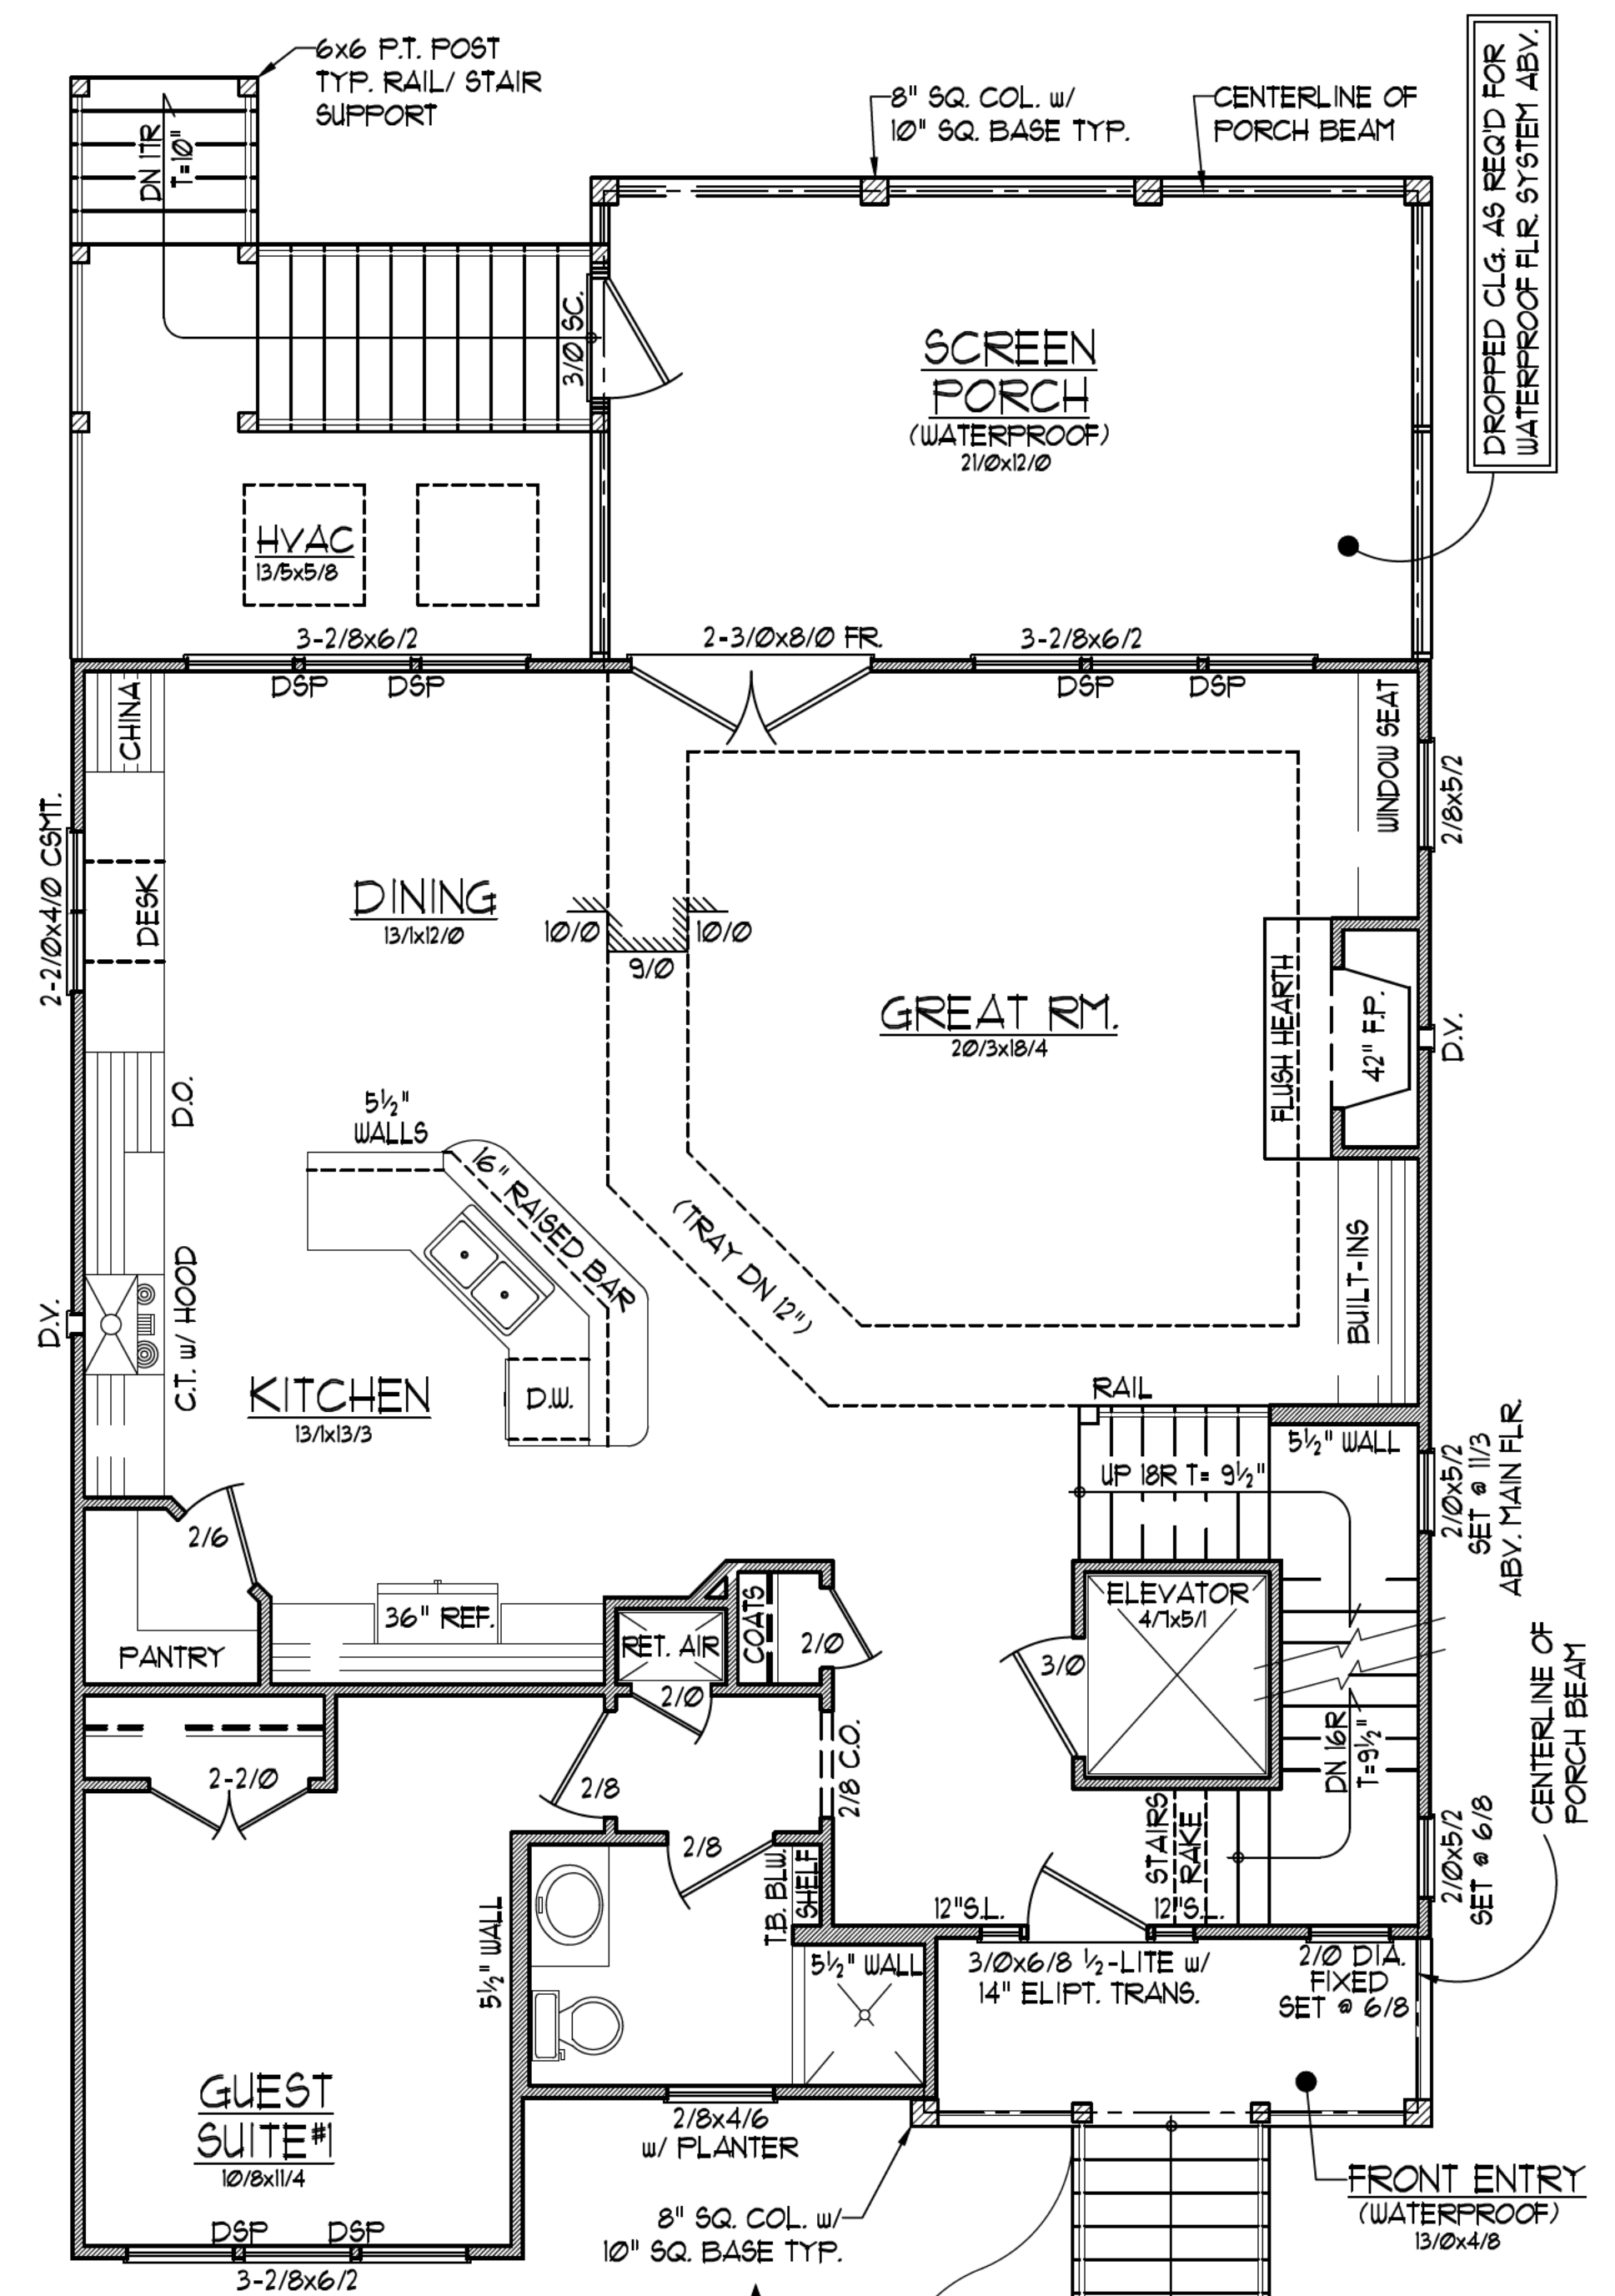 6x6 P.T. POST
TYP. RAIL/ STAIR
SUPPORT
8" SQ. COL. w/
10" SQ. BASE TYP.
CENTERLINE OF
PORCH BEAM
DROPPED CLG. AS REQ'D FOR
WATERPROOF FLR. SYSTEM ABV.
DN 17R
T=10"
3/0 SC.
SCREEN
PORCH
(WATERPROOF)
21/0x12/0
HVAC
13/5x5/8
3-2/8x6/2
2-3/0x8/0 FR.
3-2/8x6/2
DSP
DSP
DSP
DSP
CHINA
WINDOW SEAT
2/8x5/2
2-2/0x4/0 CSMT.
DESK
DINING
13/1x12/0
10/0
10/0
9/0
GREAT RM.
20/3x18/4
FLUSH HEARTH
42" F.P.
D.V.
D.O.
5½"
WALLS
16" RAISED BAR
(TRAY DN 12")
BUILT-INS
D.V.
C.T. w/ HOOD
KITCHEN
13/1x13/3
D.W.
RAIL
5½" WALL
UP 18R T= 9½"
2/0x5/2
SET @ 11/3
ABV. MAIN FLR.
2/6
PANTRY
36" REF.
RET. AIR
COATS
2/0
2/0
ELEVATOR
4/7x5/1
3/0
DN 16R
T=9½"
CENTERLINE OF
PORCH BEAM
2-2/0
2/8
2/8 C.O.
2/8
STAIRS
RAKE
2/0x5/2
SET @ 6/8
5½" WALL
T.B. BLW.
SHELF
12"S.L.
12"S.L.
5½" WALL
3/0x6/8 ½-LITE w/
14" ELIPT. TRANS.
2/0 DIA.
FIXED
SET @ 6/8
GUEST
SUITE #1
10/8x11/4
2/8x4/6
w/ PLANTER
8" SQ. COL. w/
10" SQ. BASE TYP.
FRONT ENTRY
(WATERPROOF)
13/0x4/8
DSP
DSP
3-2/8x6/2